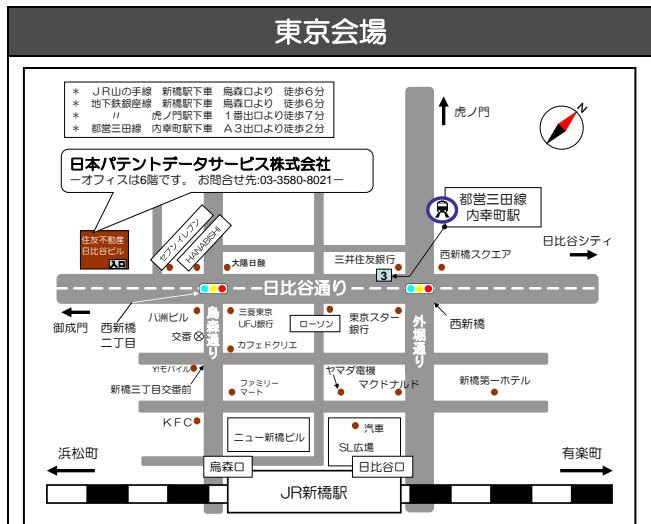 東京会場
* JR山の手線 新橋駅下車 烏森口より 徒歩6分
* 地下鉄銀座線 新橋駅下車 烏森口より 徒歩6分
* 〃 虎ノ門駅下車 1番出口より徒歩7分
* 都営三田線 内幸町駅下車 A3出口より徒歩2分
虎ノ門
N
日本パテントデータサービス株式会社
-オフィスは6階です。 お問合せ先:03-3580-8021-
都営三田線
内幸町駅
住友不動産
日比谷ビル
入口
セブンイレブン
HANABISHI
大陽日酸
三井住友銀行
3
西新橋スクエア
日比谷シティ
日比谷通り
御成門
西新橋
二丁目
八洲ビル
交番
烏森通り
三菱東京
UFJ銀行
カフェドクリエ
ローソン
東京スター
銀行
外堀通り
西新橋
Y!モバイル
新橋三丁目交番前
ファミリー
マート
ヤマダ電機
マクドナルド
新橋第一ホテル
KFC
ニュー新橋ビル
汽車
SL広場
浜松町
烏森口
日比谷口
有楽町
JR新橋駅